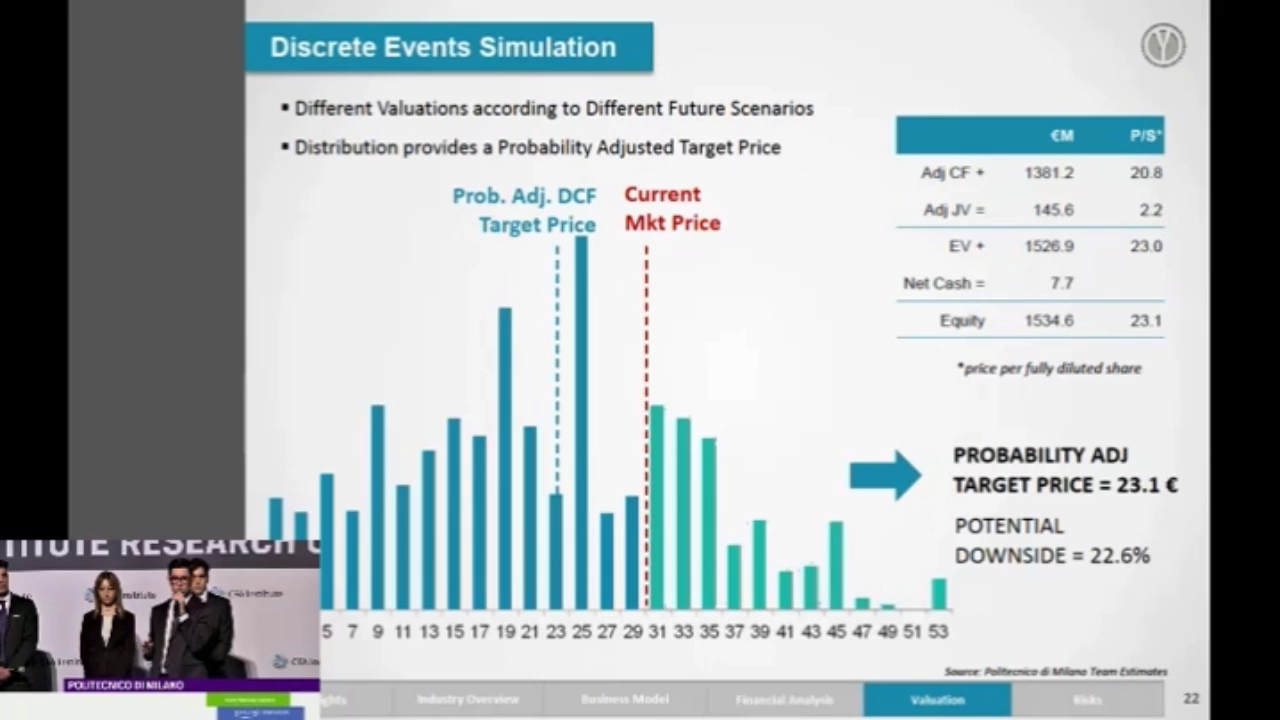 Discrete Events Simulation
▪ Different Valuations according to Different Future Scenarios
▪ Distribution provides a Probability Adjusted Target Price
Prob. Adj. DCF
Target Price
Current
Mkt Price
€M P/S*
Adj CF + 1381.2 20.8
Adj JV = 145.6 2.2
EV + 1526.9 23.0
Net Cash = 7.7
Equity 1534.6 23.1
*price per fully diluted share
PROBABILITY ADJ
TARGET PRICE = 23.1 €
POTENTIAL
DOWNSIDE = 22.6%
5 7 9 11 13 15 17 19 21 23 25 27 29 31 33 35 37 39 41 43 45 47 49 51 53
Source: Politecnico di Milano Team Estimates
Industry Overview Business Model Financial Analysis Valuation Risks 22
RESEARCH
CFA Institute
POLITECNICO DI MILANO